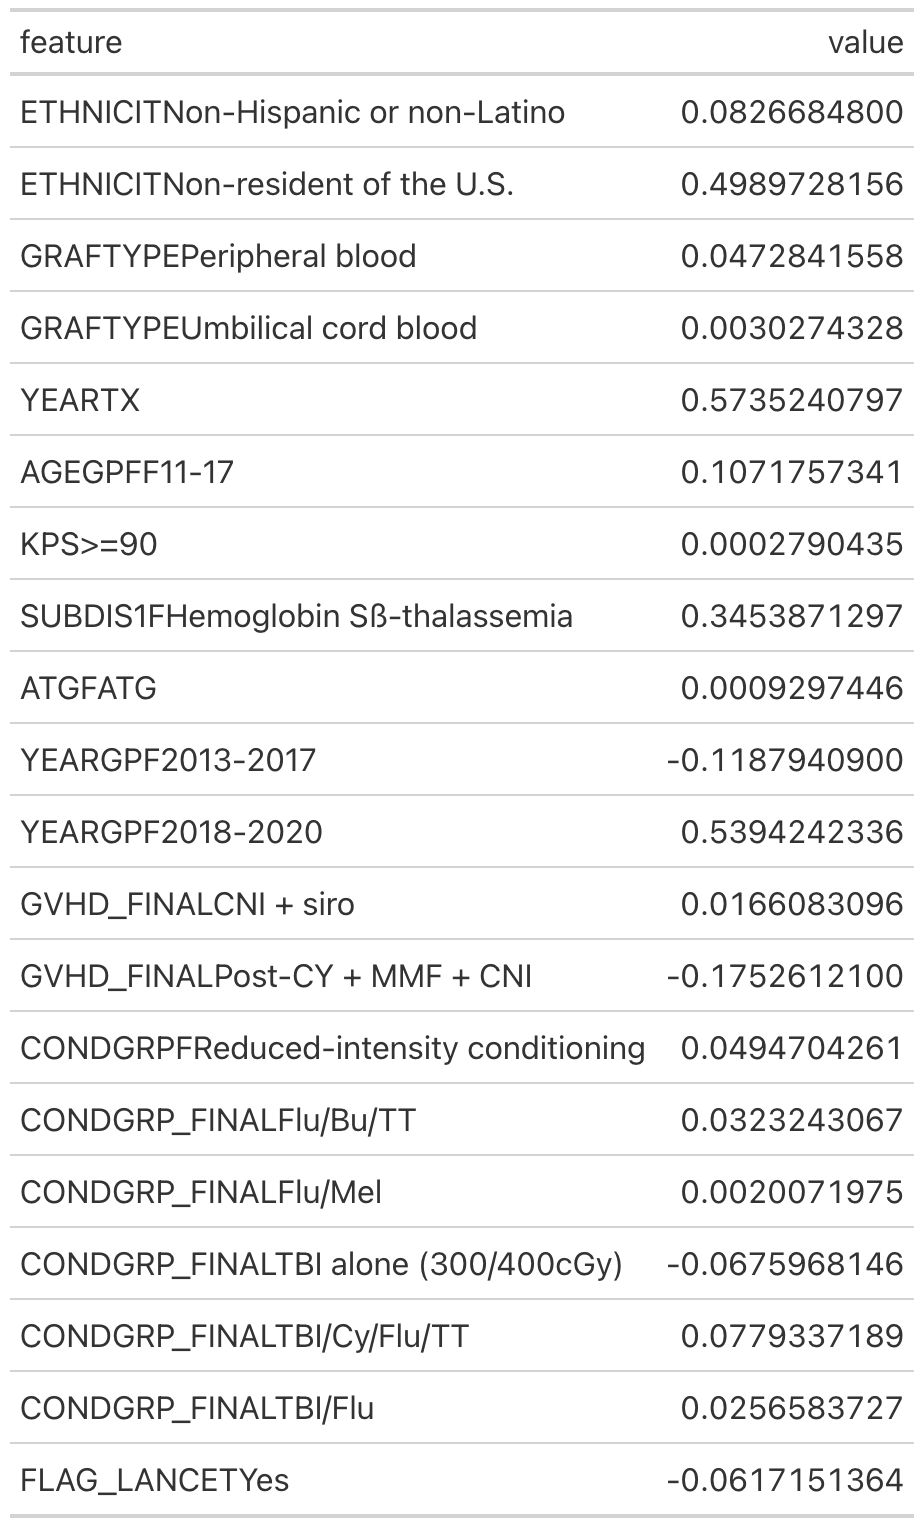 feature value
ETHNICITNon-Hispanic or non-Latino 0.0826684800
ETHNICITNon-resident of the U.S. 0.4989728156
GRAFTYPEPeripheral blood 0.0472841558
GRAFTYPEUmbilical cord blood 0.0030274328
YEARTX 0.5735240797
AGEGPFF11-17 0.1071757341
KPS>=90 0.0002790435
SUBDIS1FHemoglobin Sß-thalassemia 0.3453871297
ATGFATG 0.0009297446
YEARGPF2013-2017 -0.1187940900
YEARGPF2018-2020 0.5394242336
GVHD_FINALCNI + siro 0.0166083096
GVHD_FINALPost-CY + MMF + CNI -0.1752612100
CONDGRPFReduced-intensity conditioning 0.0494704261
CONDGRP_FINALFlu/Bu/TT 0.0323243067
CONDGRP_FINALFlu/Mel 0.0020071975
CONDGRP_FINALTBI alone (300/400cGy) -0.0675968146
CONDGRP_FINALTBI/Cy/Flu/TT 0.0779337189
CONDGRP_FINALTBI/Flu 0.0256583727
FLAG_LANCETYes -0.0617151364